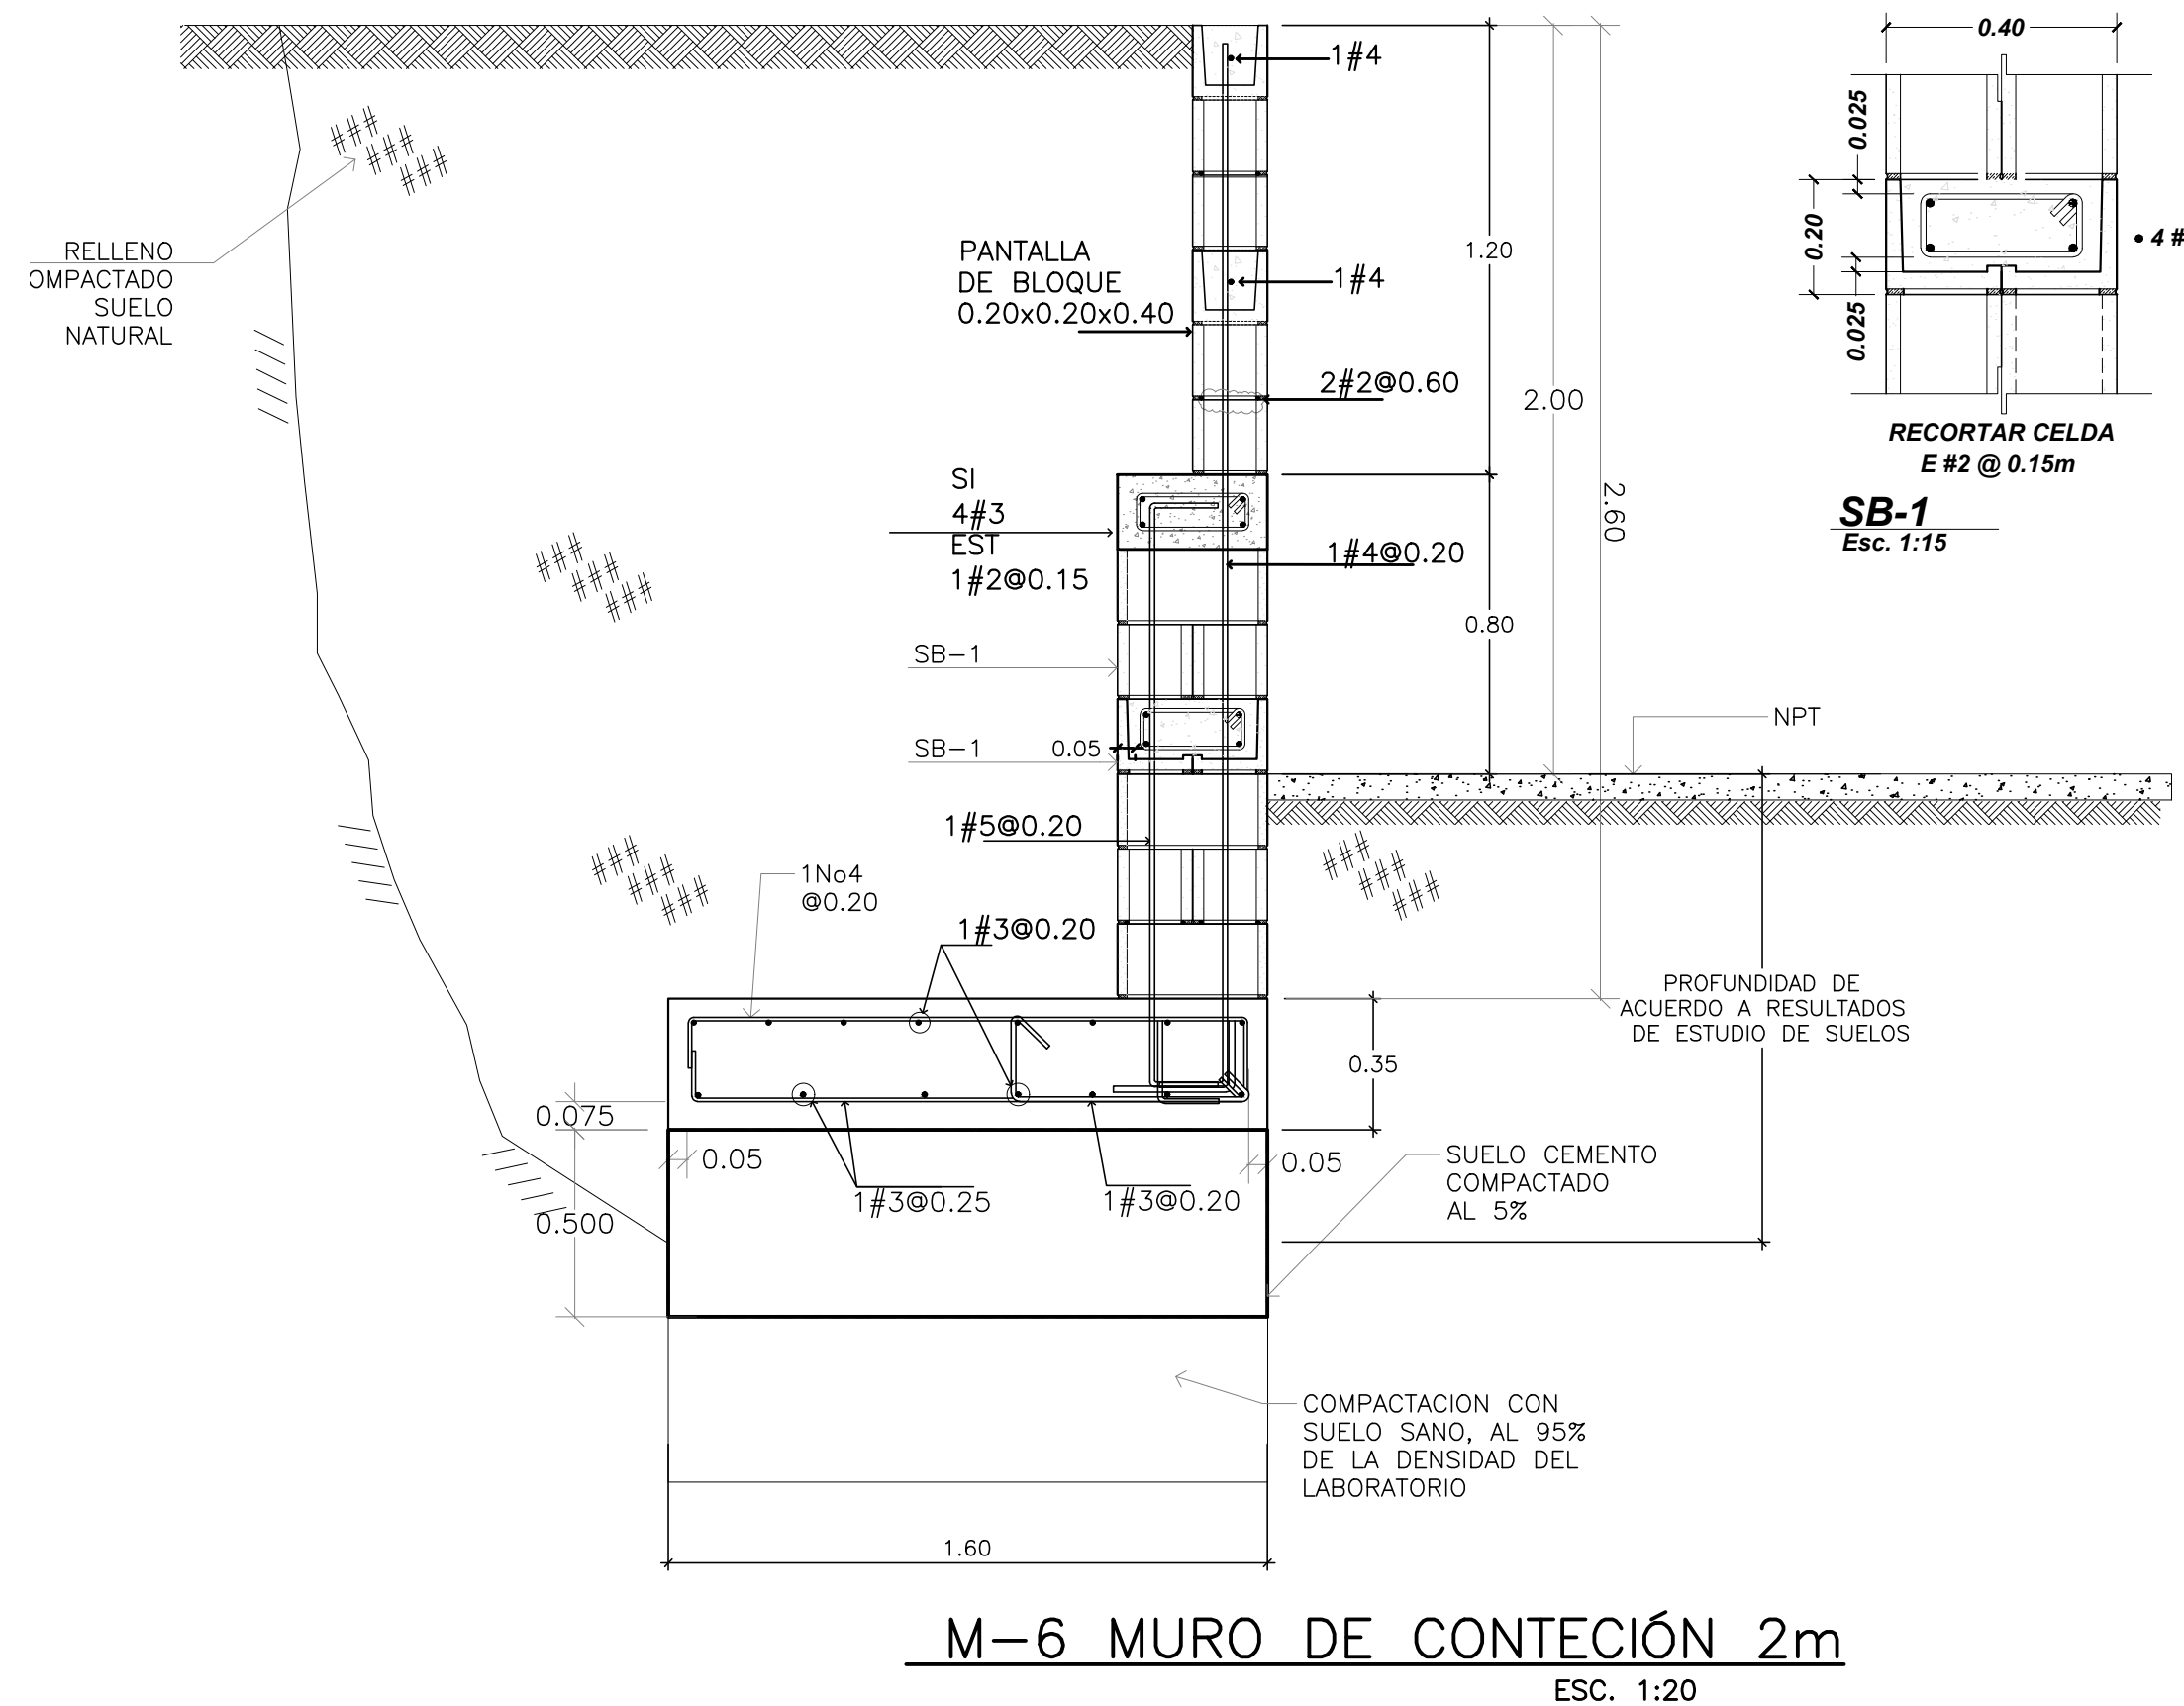 1#4
0.40
0.025
0.20
0.025
• 4 #
RECORTAR CELDA
E #2 @ 0.15m
SB-1
Esc. 1:15
RELLENO
OMPACTADO
SUELO
NATURAL
PANTALLA
DE BLOQUE
0.20x0.20x0.40
1#4
1.20
2#2@0.60
2.00
2.60
SI
4#3
EST
1#2@0.15
1#4@0.20
0.80
SB-1
SB-1
0.05
NPT
1#5@0.20
1No4
@0.20
1#3@0.20
PROFUNDIDAD DE
ACUERDO A RESULTADOS
DE ESTUDIO DE SUELOS
0.35
0.075
0.05
0.05
1#3@0.25
1#3@0.20
0.500
SUELO CEMENTO
COMPACTADO
AL 5%
COMPACTACION CON
SUELO SANO, AL 95%
DE LA DENSIDAD DEL
LABORATORIO
1.60
M-6 MURO DE CONTECIÓN 2m
ESC. 1:20